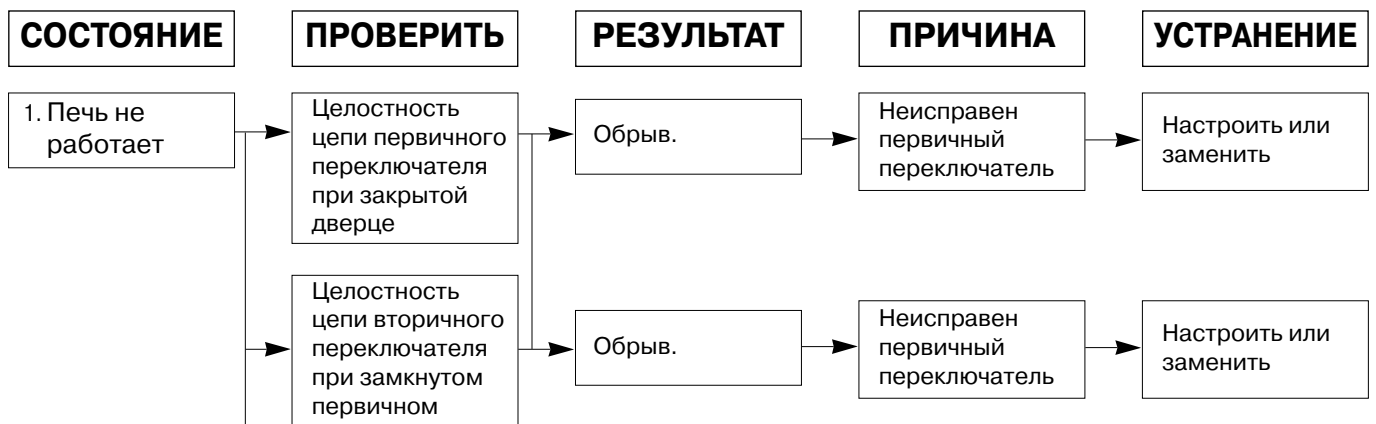 СОСТОЯНИЕ
ПРОВЕРИТЬ
РЕЗУЛЬТАТ
ПРИЧИНА
УСТРАНЕНИЕ
1. Печь не
работает
Целостность
цепи первичного
переключателя
при закрытой
дверце
Обрыв.
Неисправен
первичный
переключатель
Настроить или
заменить
Целостность
цепи вторичного
переключателя
при замкнутом
первичном
Обрыв.
Неисправен
первичный
переключатель
Настроить или
заменить